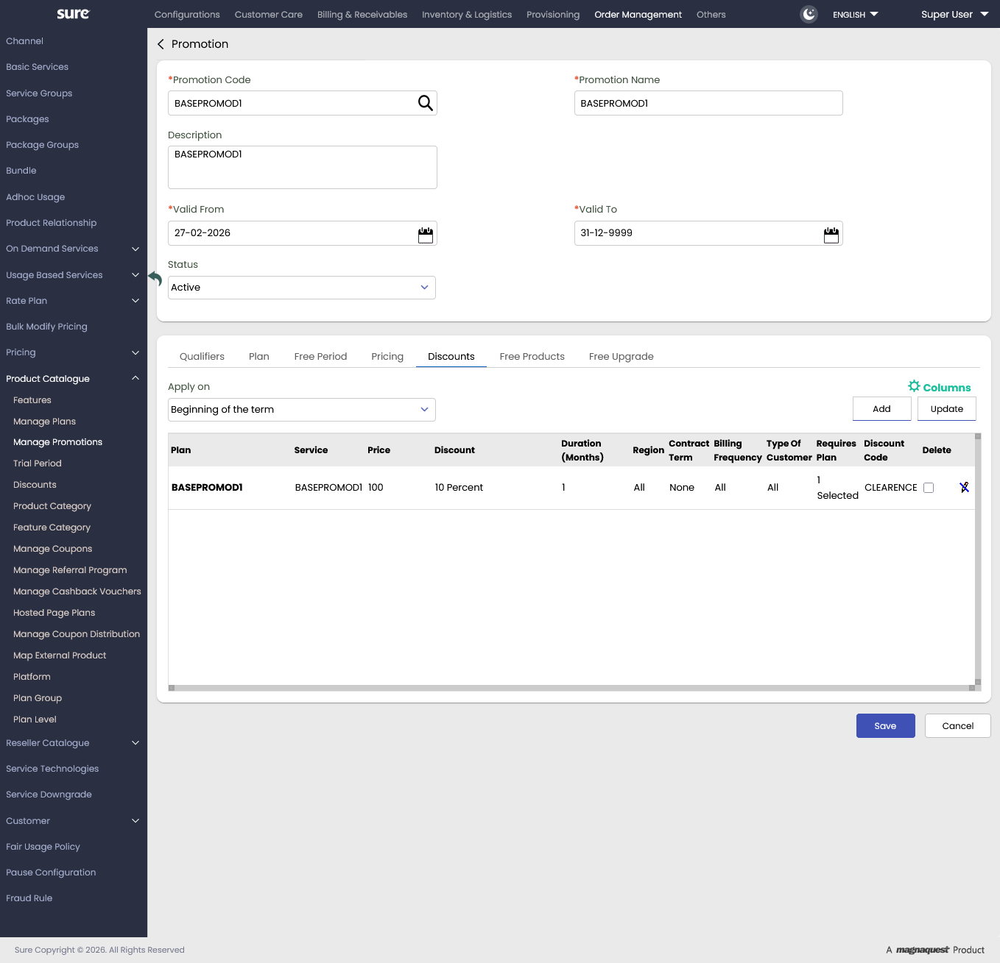 sure
Configurations
Customer Care
Billing & Receivables
Inventory & Logistics
Provisioning
Order Management
Others
ENGLISH
Super User
Channel
Basic Services
Service Groups
Packages
Package Groups
Bundle
Adhoc Usage
Product Relationship
On Demand Services
Usage Based Services
Rate Plan
Bulk Modify Pricing
Pricing
Product Catalogue
Features
Manage Plans
Manage Promotions
Trial Period
Discounts
Product Category
Feature Category
Manage Coupons
Manage Referral Program
Manage Cashback Vouchers
Hosted Page Plans
Manage Coupon Distribution
Map External Product
Platform
Plan Group
Plan Level
Reseller Catalogue
Service Technologies
Service Downgrade
Customer
Fair Usage Policy
Pause Configuration
Fraud Rule
Promotion
*Promotion Code
BASEPROMOD1
*Promotion Name
BASEPROMOD1
Description
BASEPROMOD1
*Valid From
27-02-2026
*Valid To
31-12-9999
Status
Active
Qualifiers
Plan
Free Period
Pricing
Discounts
Free Products
Free Upgrade
Apply on
Beginning of the term
Columns
Add
Update
Plan
Service
Price
Discount
Duration
(Months)
Region
Contract
Term
Billing
Frequency
Type Of
Customer
Requires
Plan
Discount
Code
Delete
BASEPROMOD1
BASEPROMOD1
100
10 Percent
1
All
None
All
All
1
Selected
CLEARENCE
Save
Cancel
Sure Copyright © 2026. All Rights Reserved
A magnaquest Product